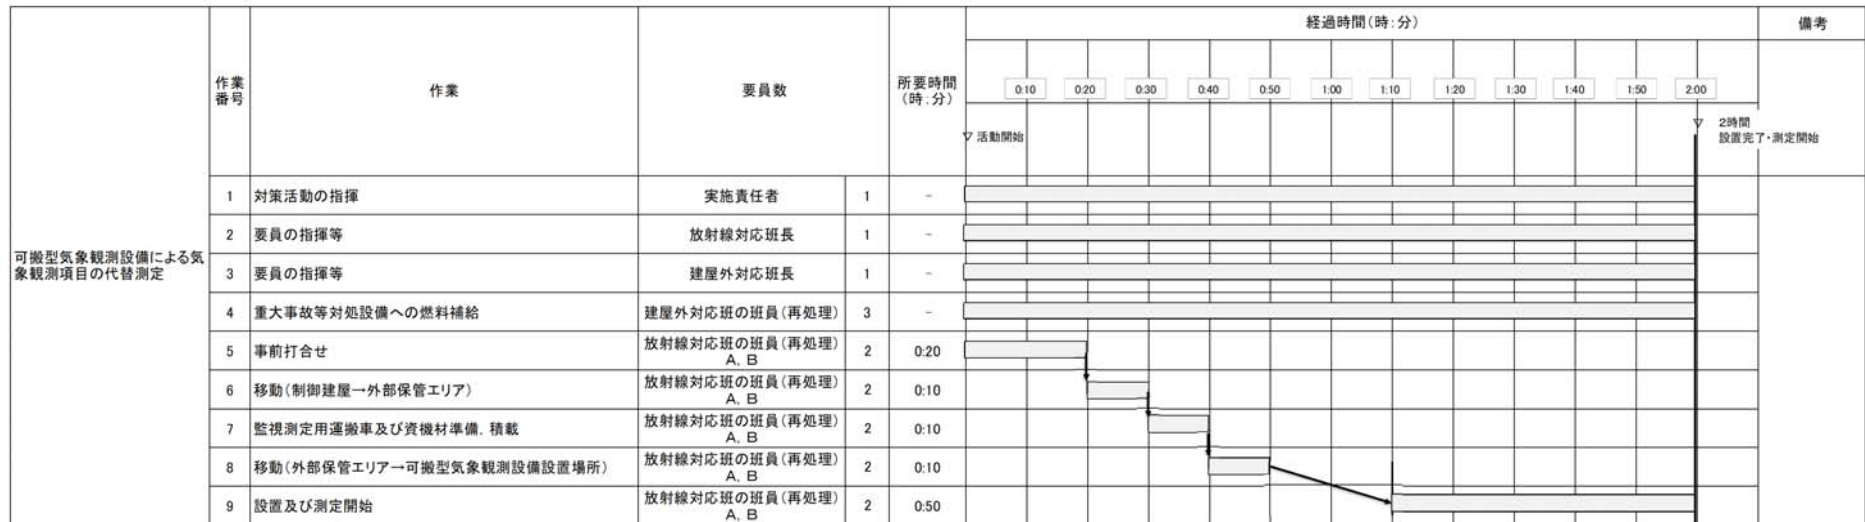 経過時間(時:分)
備考
作業
番号
作業
要員数
所要時間
(時:分)
0:10
0:20
0:30
0:40
0:50
1:00
1:10
1:20
1:30
1:40
1:50
2:00
▽活動開始
▽ 2時間
設置完了・測定開始
可搬型気象観測設備による気
象観測項目の代替測定
1 対策活動の指揮 実施責任者 1 －
2 要員の指揮等 放射線対応班長 1 －
3 要員の指揮等 建屋外対応班長 1 －
4 重大事故等対処設備への燃料補給 建屋外対応班の班員(再処理) 3 －
5 事前打合せ 放射線対応班の班員(再処理) 2 0:20
A, B
6 移動(制御建屋→外部保管エリア) 放射線対応班の班員(再処理) 2 0:10
A, B
7 監視測定用運搬車及び資機材準備, 積載 放射線対応班の班員(再処理) 2 0:10
A, B
8 移動(外部保管エリア→可搬型気象観測設備設置場所) 放射線対応班の班員(再処理) 2 0:10
A, B
9 設置及び測定開始 放射線対応班の班員(再処理) 2 0:50
A, B